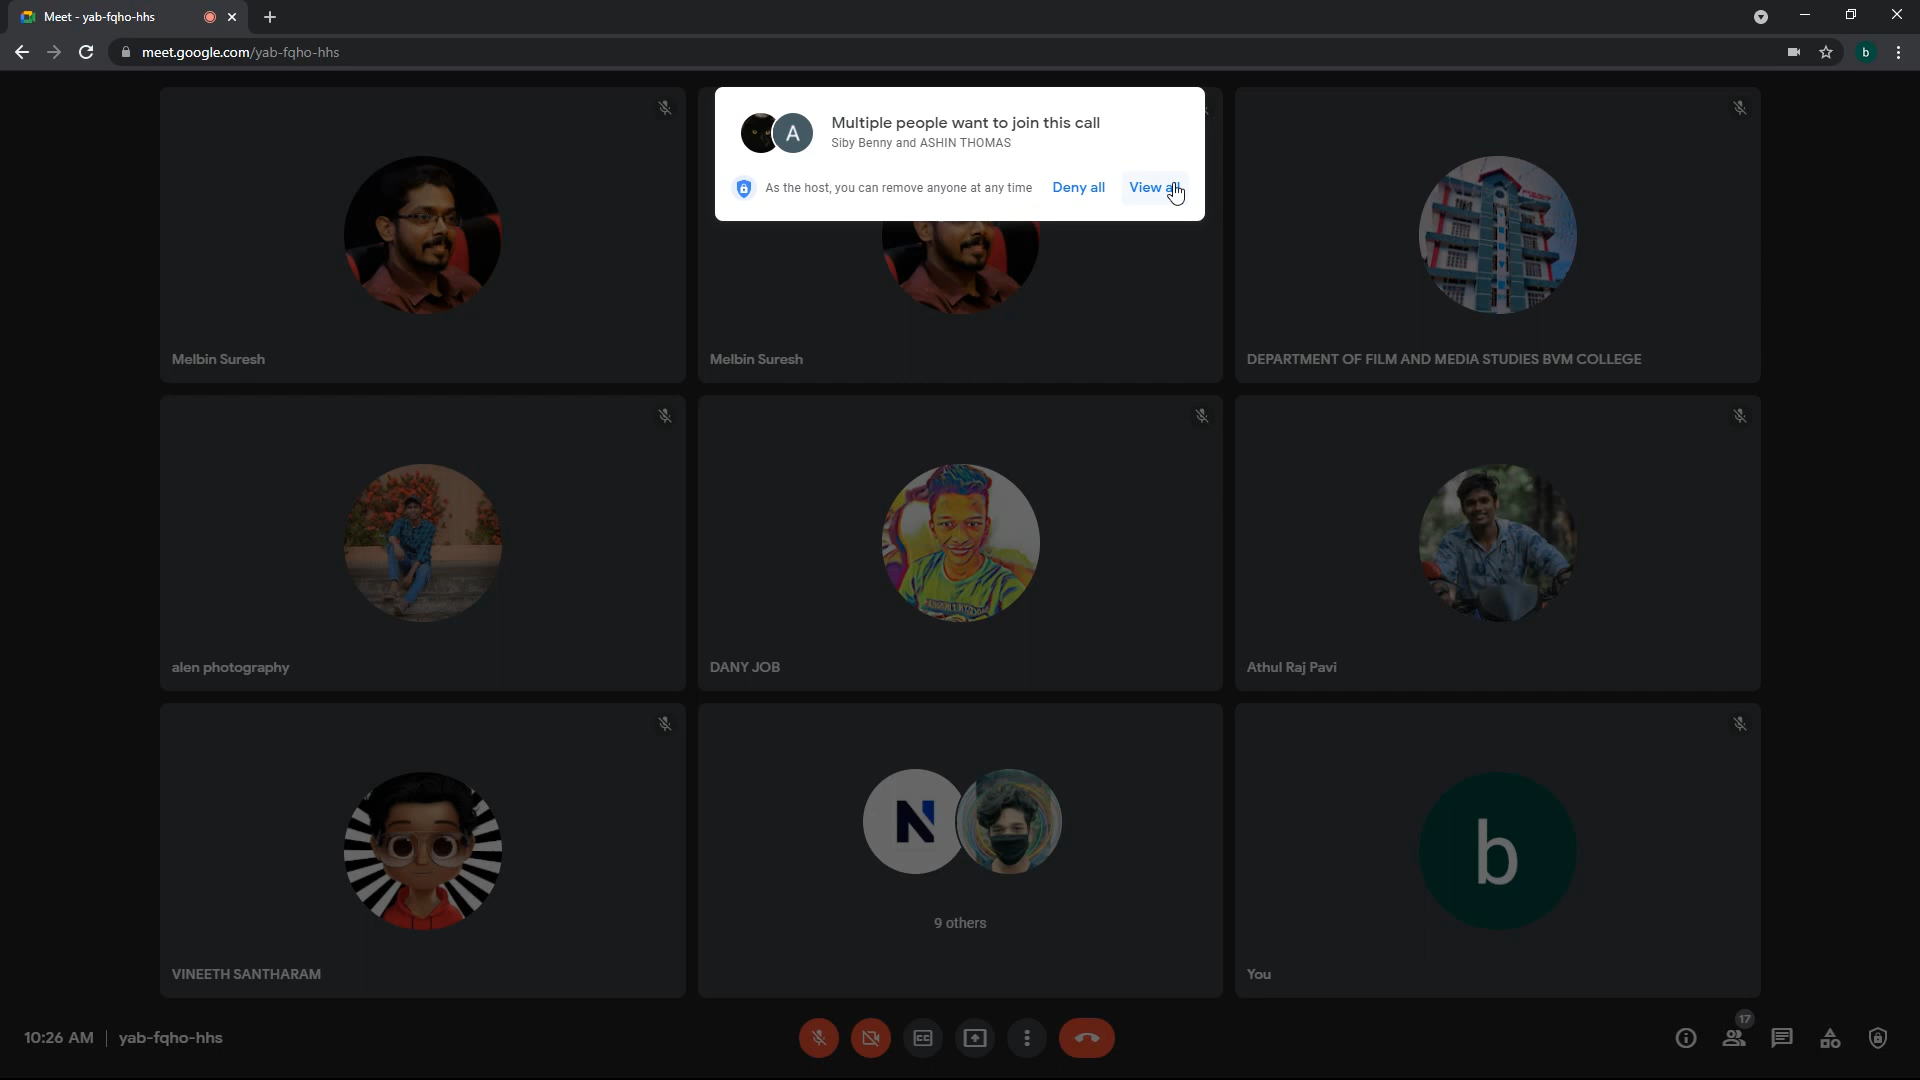 Meet - yab-fqho-hhs
meet.google.com/yab-fqho-hhs
b
A
Multiple people want to join this call
Siby Benny and ASHIN THOMAS
As the host, you can remove anyone at any time
Deny all
View all
Melbin Suresh
Melbin Suresh
DEPARTMENT OF FILM AND MEDIA STUDIES BVM COLLEGE
alen photography
DANY JOB
Athul Raj Pavi
N
9 others
b
VINEETH SANTHARAM
You
10:26 AM | yab-fqho-hhs
17